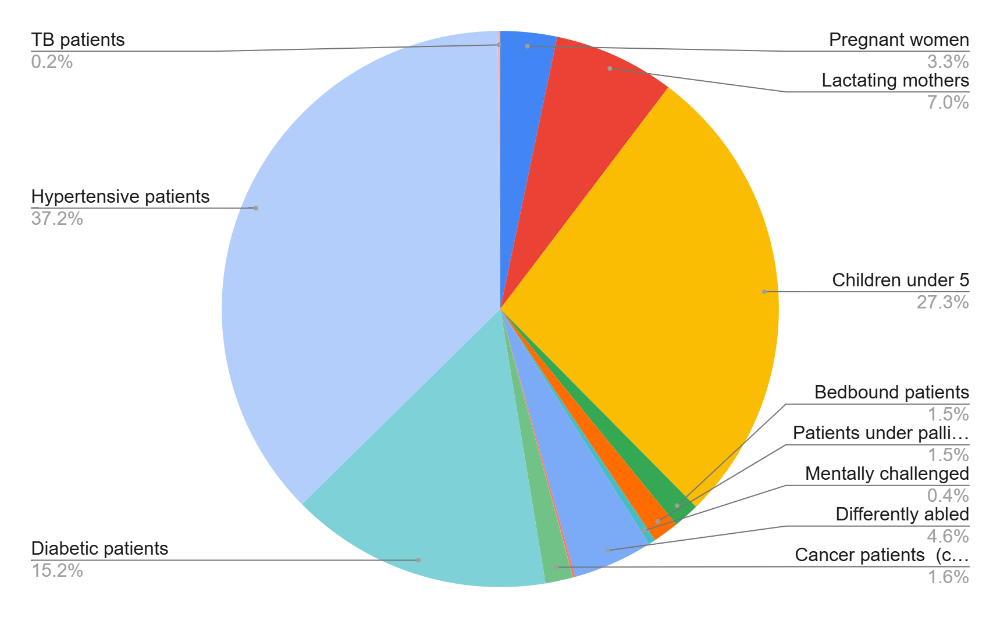 TB patients
0.2%
Hypertensive patients
37.2%
Diabetic patients
15.2%
Pregnant women
3.3%
Lactating mothers
7.0%
Children under 5
27.3%
Bedbound patients
1.5%
Patients under palli…
1.5%
Mentally challenged
0.4%
Differently abled
4.6%
Cancer patients  (c…
1.6%